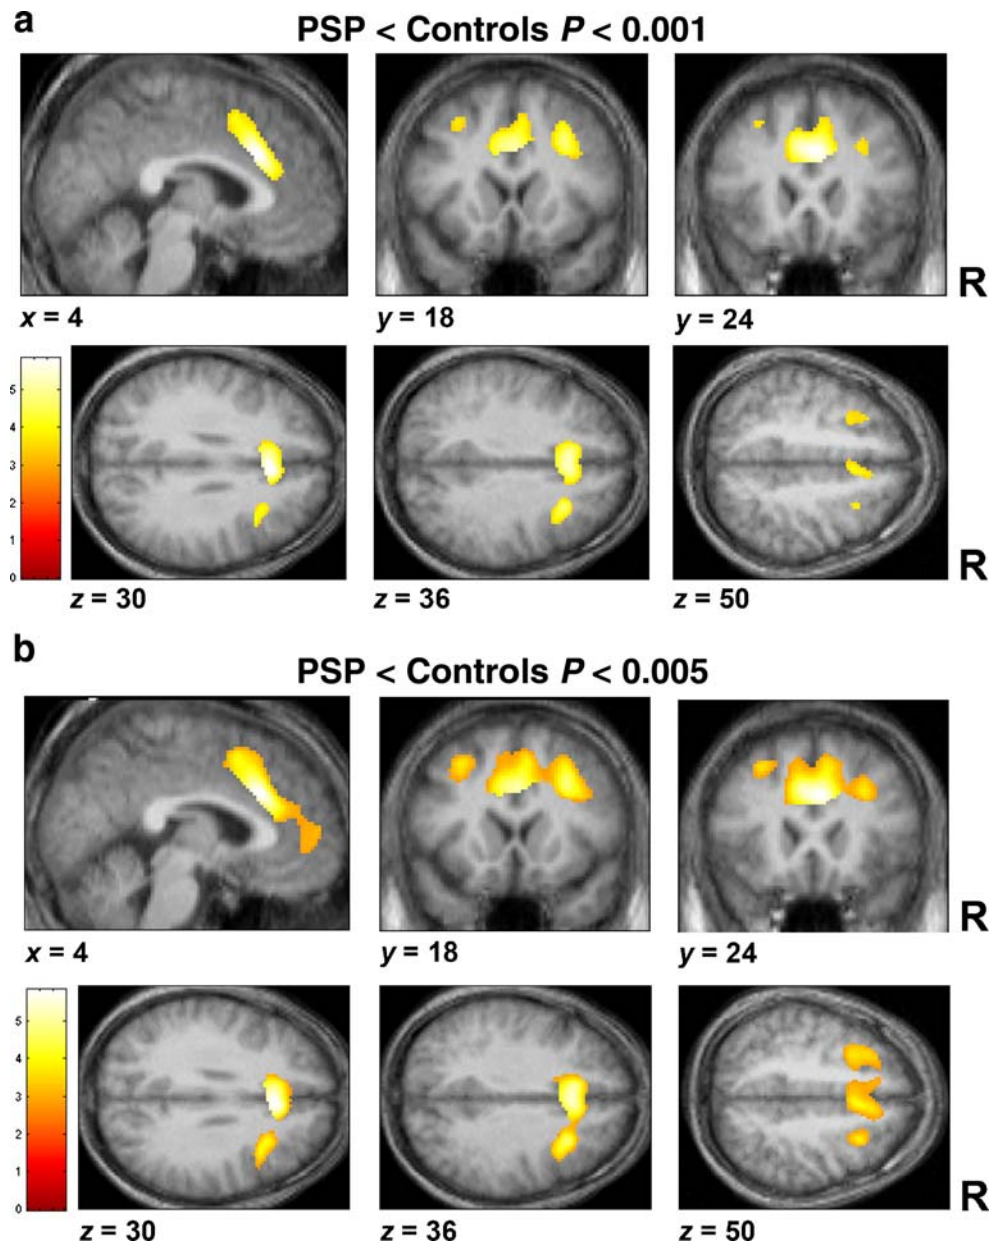 a
PSP < Controls P < 0.001
R
x = 4
y = 18
y = 24
5
4
3
2
1
0
R
z = 30
z = 36
z = 50
b
PSP < Controls P < 0.005
R
x = 4
y = 18
y = 24
5
4
3
2
1
0
R
z = 30
z = 36
z = 50